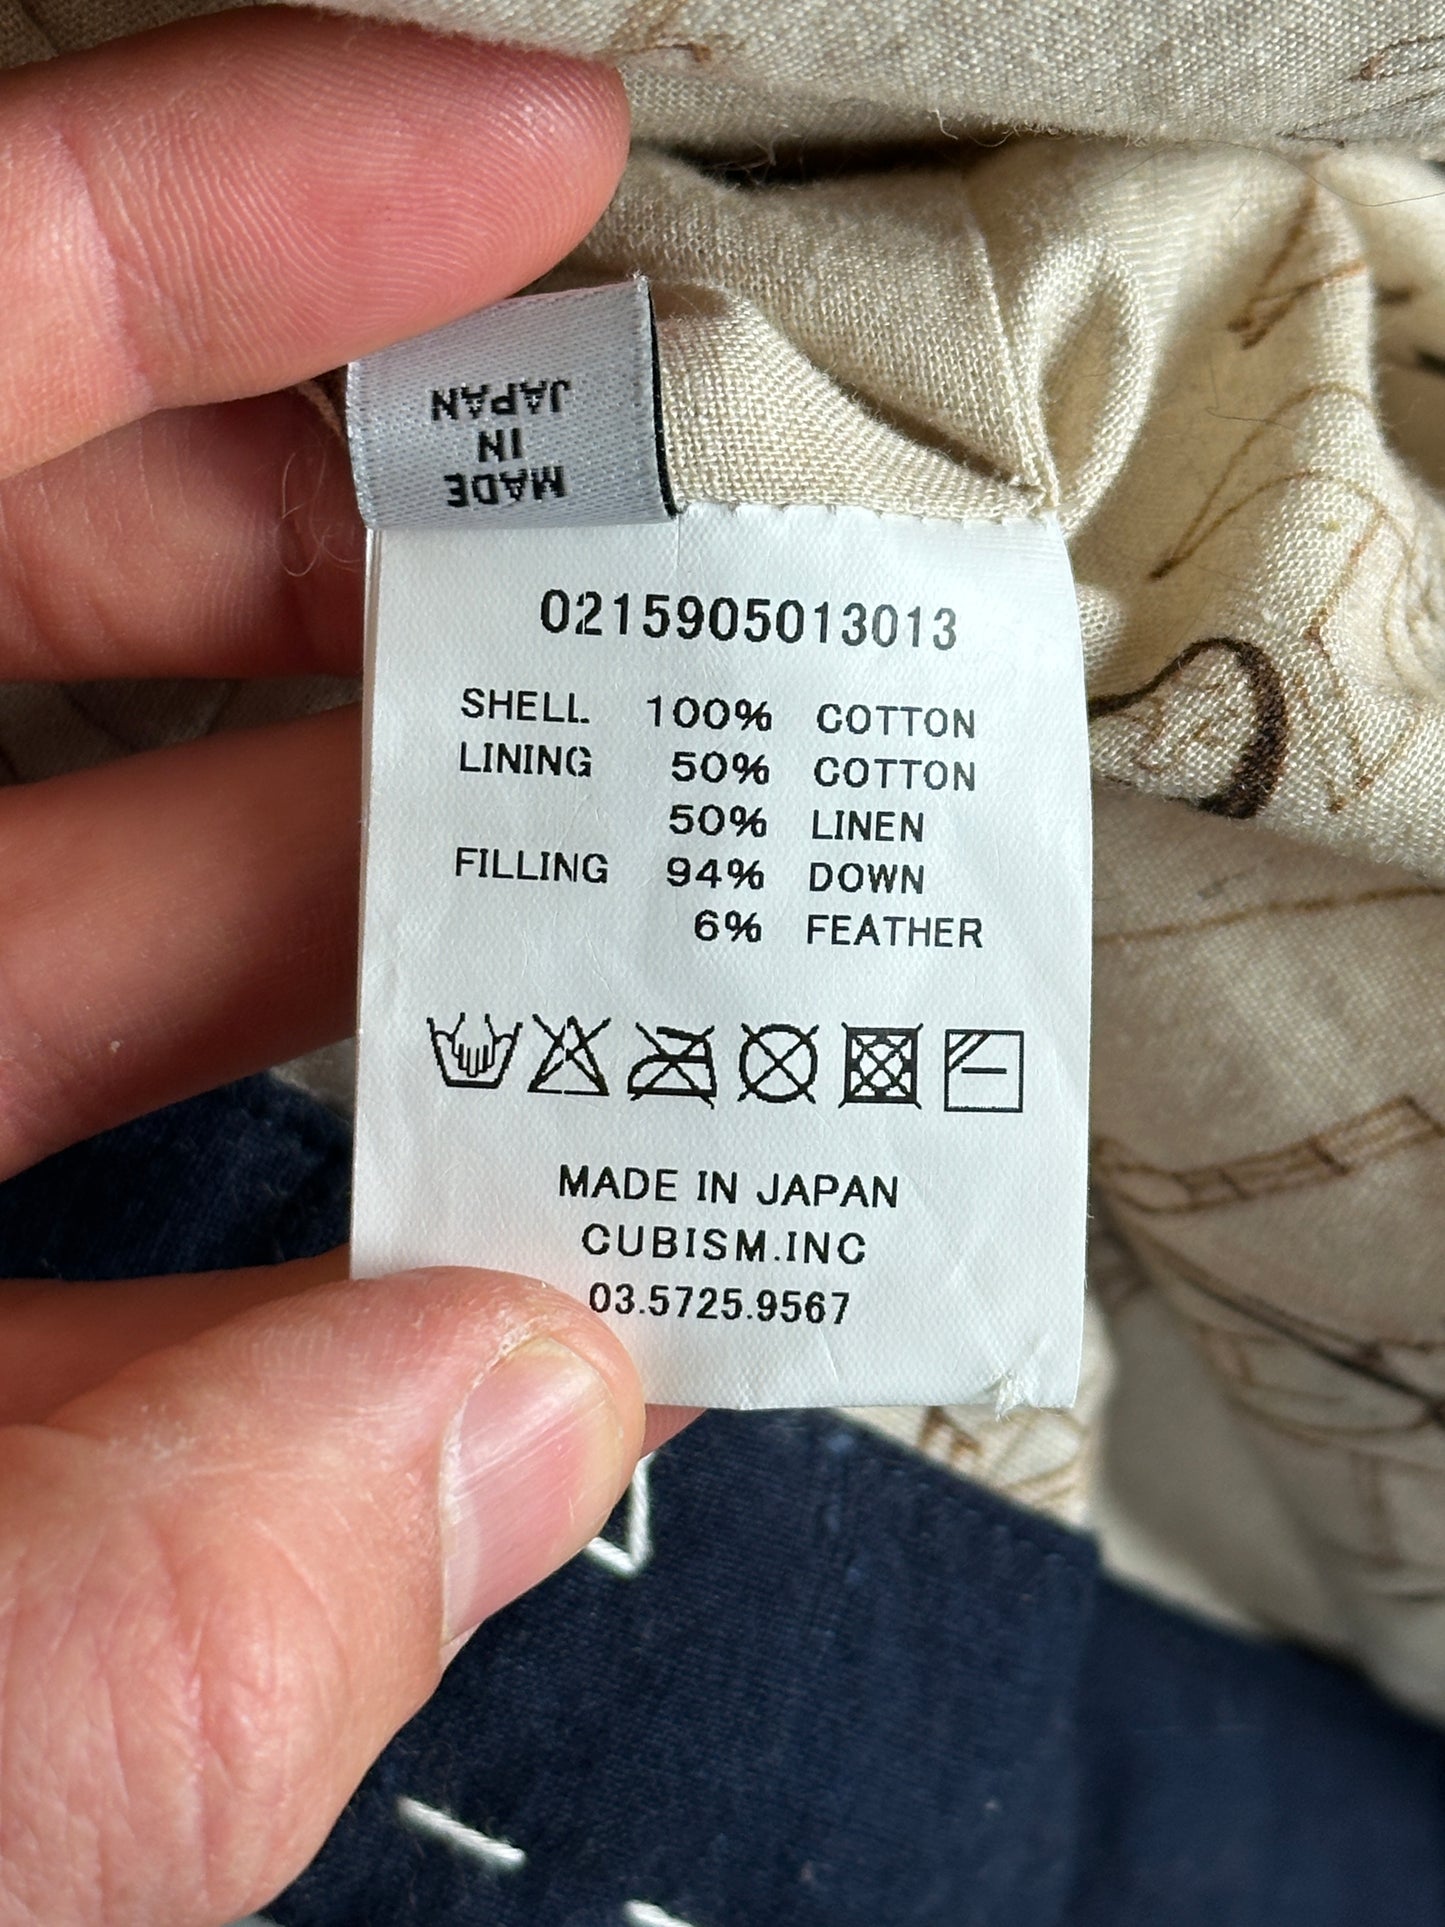 MADE
IN
JAPAN
0215905013013
SHELL 100% COTTON
LINING 50% COTTON
50% LINEN
FILLING 94% DOWN
6% FEATHER
MADE IN JAPAN
CUBISM.INC
03.5725.9567